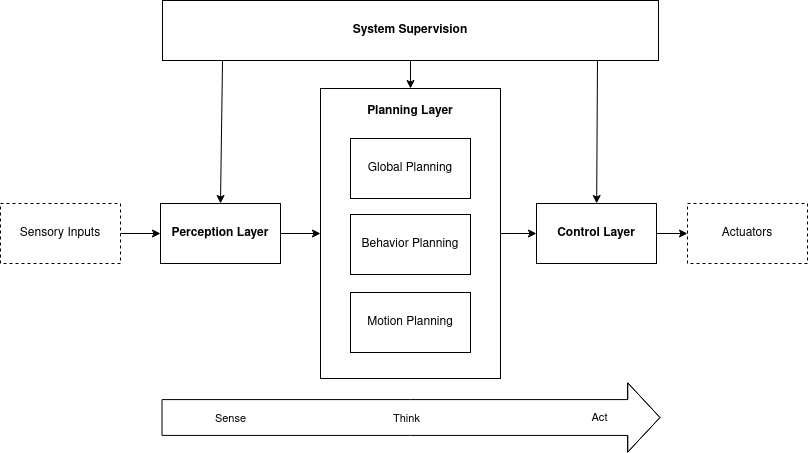 System Supervision
Planning Layer
Global Planning
Sensory Inputs
Perception Layer
Behavior Planning
Control Layer
Actuators
Motion Planning
Sense
Think
Act